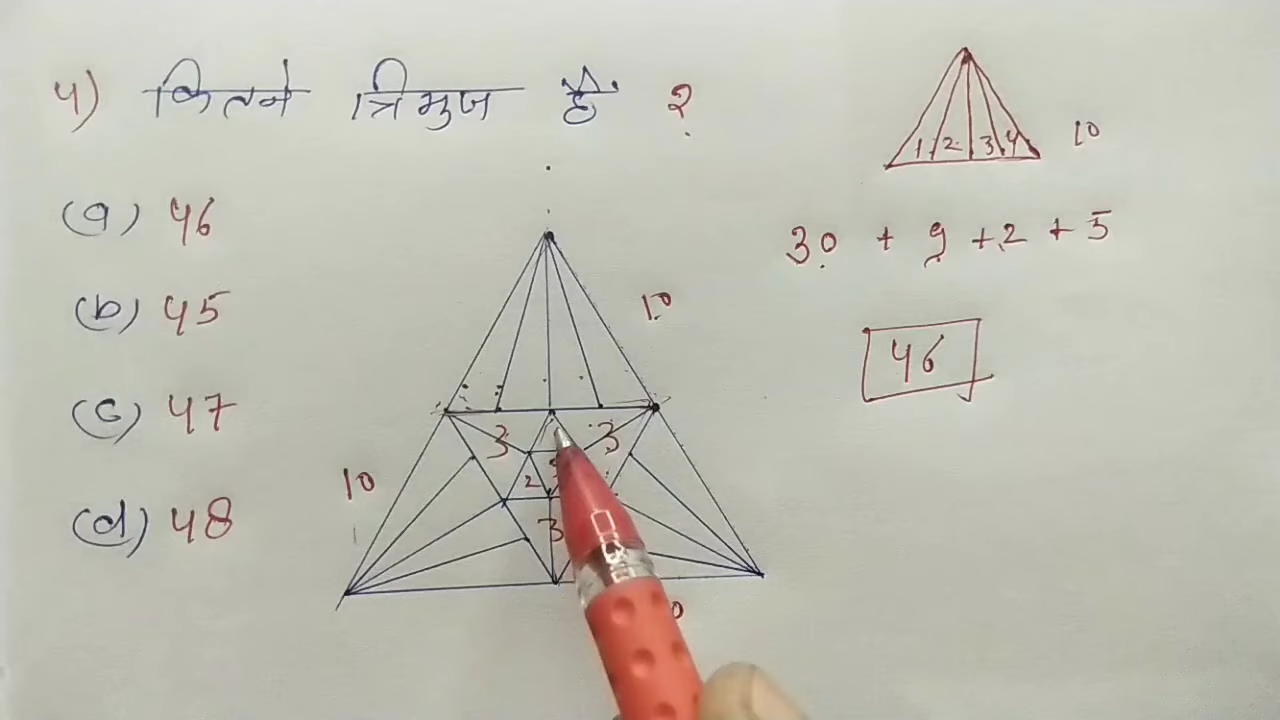 4) कितने त्रिभुज हैं ?
(a) 46
(b) 45
(c) 47
(d) 48
1 2 3 4
10
30 + 9 + 2 + 5
46
10
10
3 3
2
3